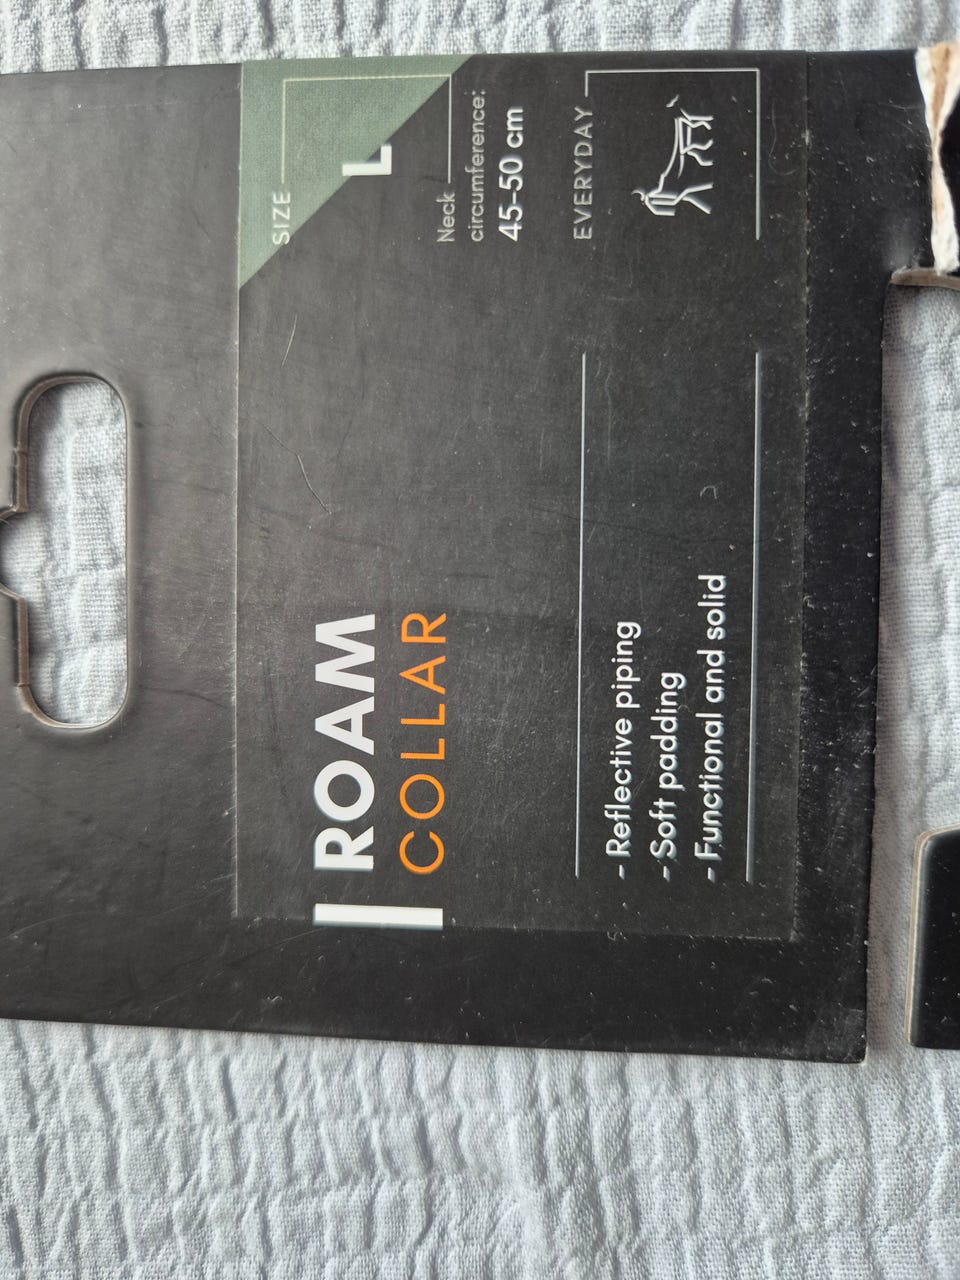 ROAM
COLLAR
SIZE
L
Neck
circumference:
45-50 cm
- Reflective piping
- Soft padding
- Functional and solid
EVERYDAY